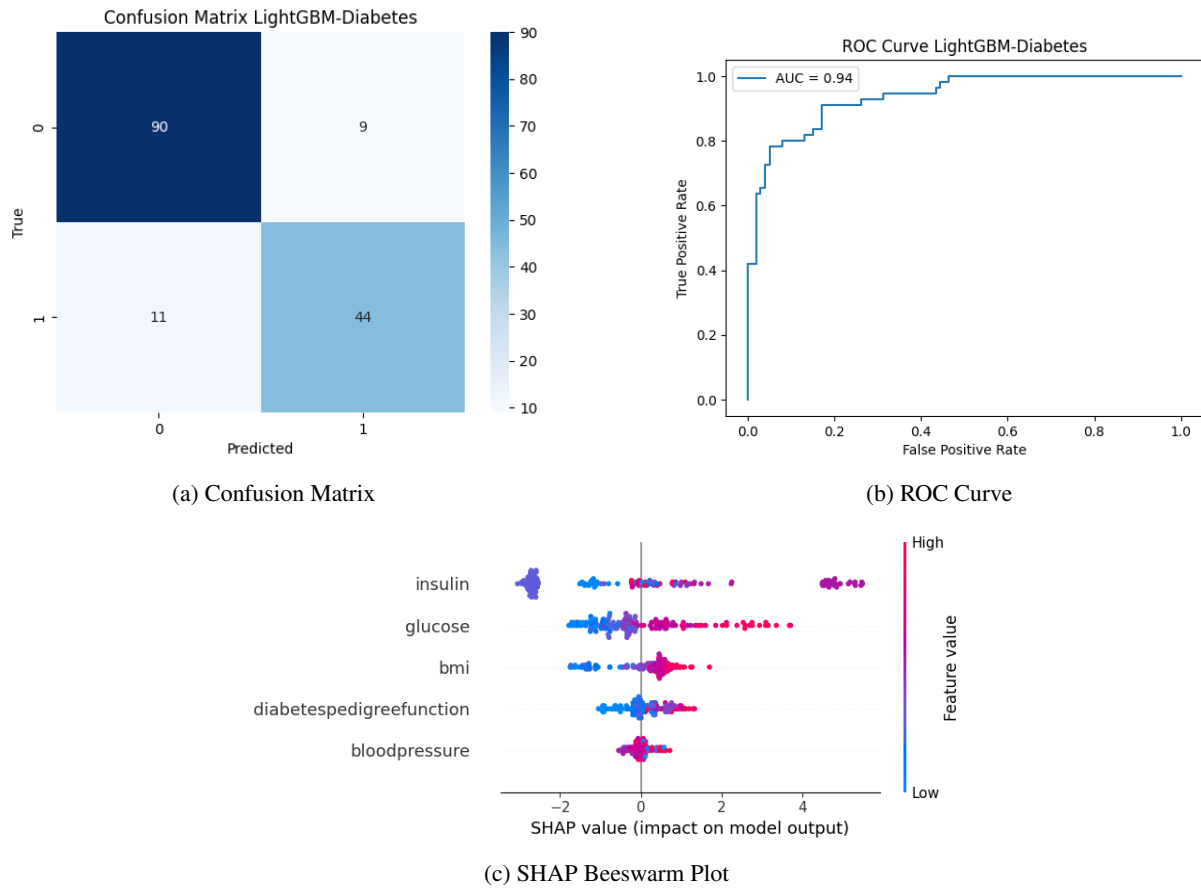 Confusion Matrix LightGBM-Diabetes
True
0
1
90
9
11
44
0
1
Predicted
90
80
70
60
50
40
30
20
10
(a) Confusion Matrix
ROC Curve LightGBM-Diabetes
AUC = 0.94
True Positive Rate
1.0
0.8
0.6
0.4
0.2
0.0
0.0
0.2
0.4
0.6
0.8
1.0
False Positive Rate
(b) ROC Curve
insulin
glucose
bmi
diabetespedigreefunction
bloodpressure
−2
0
2
4
SHAP value (impact on model output)
High
Feature value
Low
(c) SHAP Beeswarm Plot